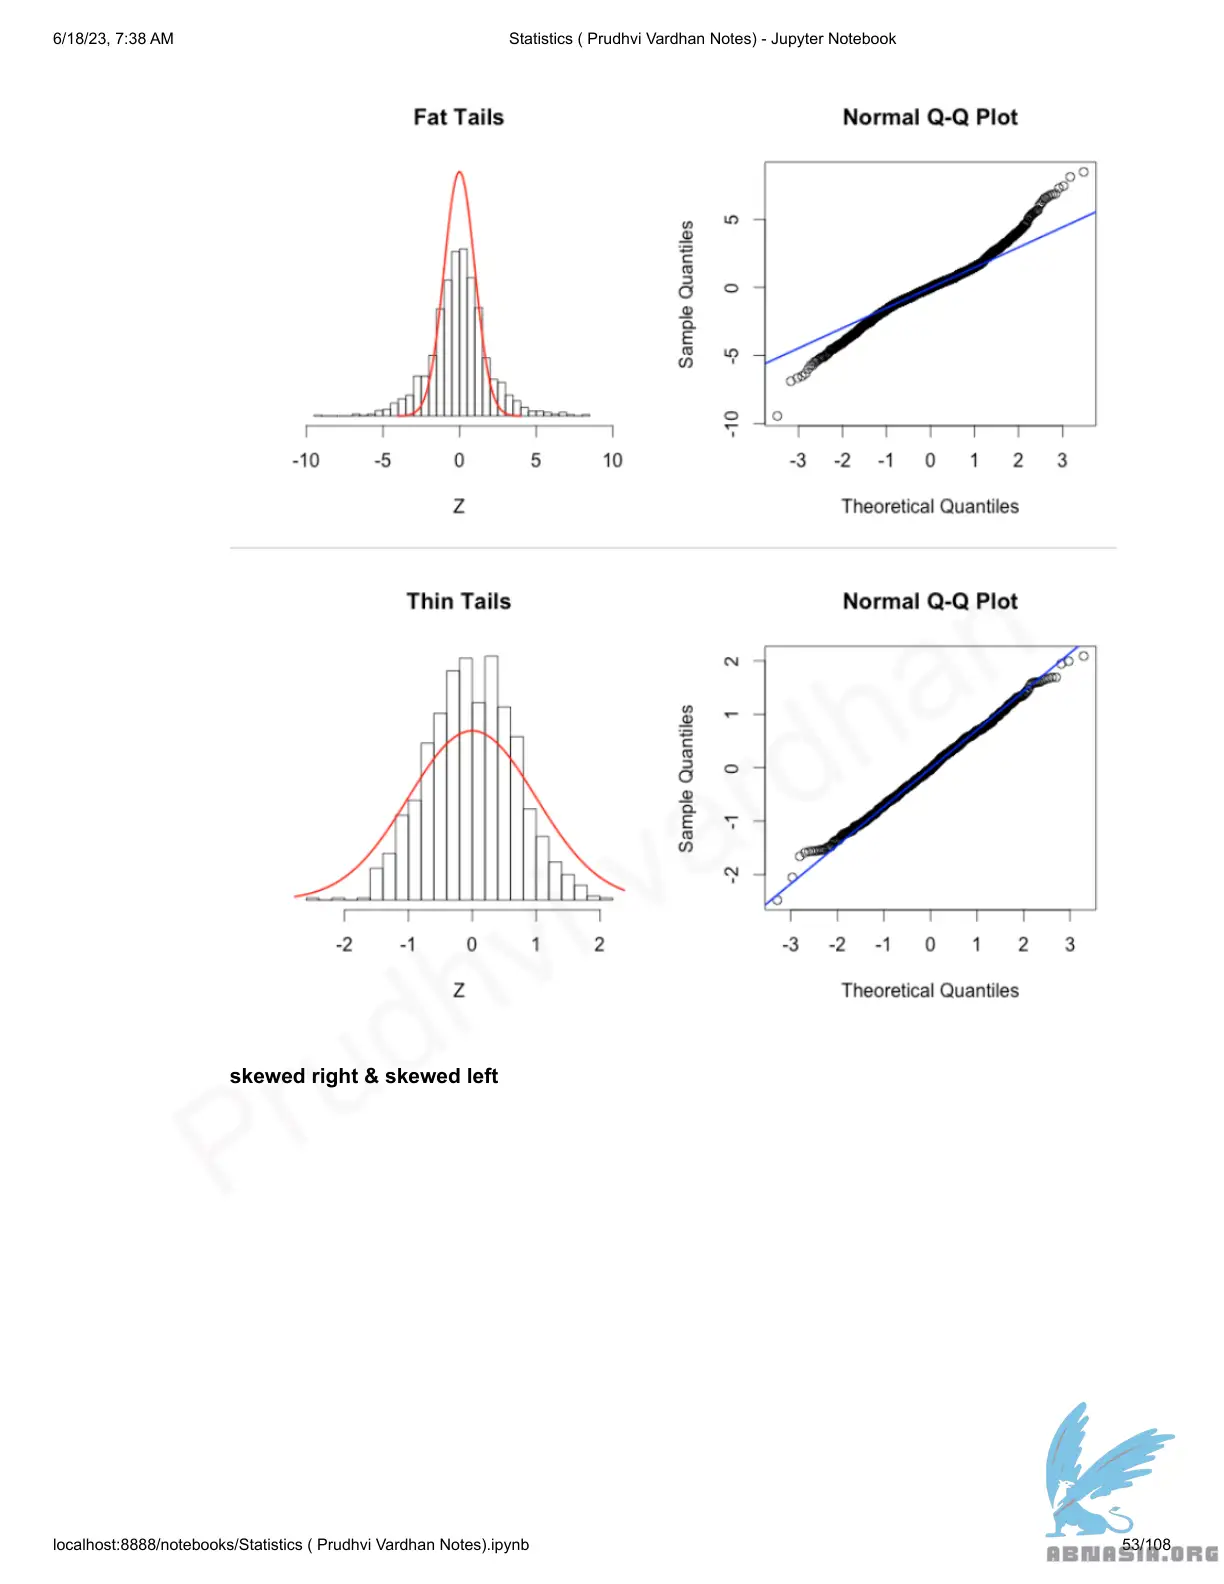 6/18/23, 7:38 AM Statistics ( Prudhvi Vardhan Notes) - Jupyter Notebook
Fat Tails
-10 -5 0 5 10
Z
Normal Q-Q Plot
Sample Quantiles
5
0
-5
-10
-3 -2 -1 0 1 2 3
Theoretical Quantiles
Thin Tails
-2 -1 0 1 2
Z
Normal Q-Q Plot
Sample Quantiles
2
1
0
-1
-2
-3 -2 -1 0 1 2 3
Theoretical Quantiles
Prudhvi vardhan
skewed right & skewed left
localhost:8888/notebooks/Statistics ( Prudhvi Vardhan Notes).ipynb 53/108
ABNASIA.ORG